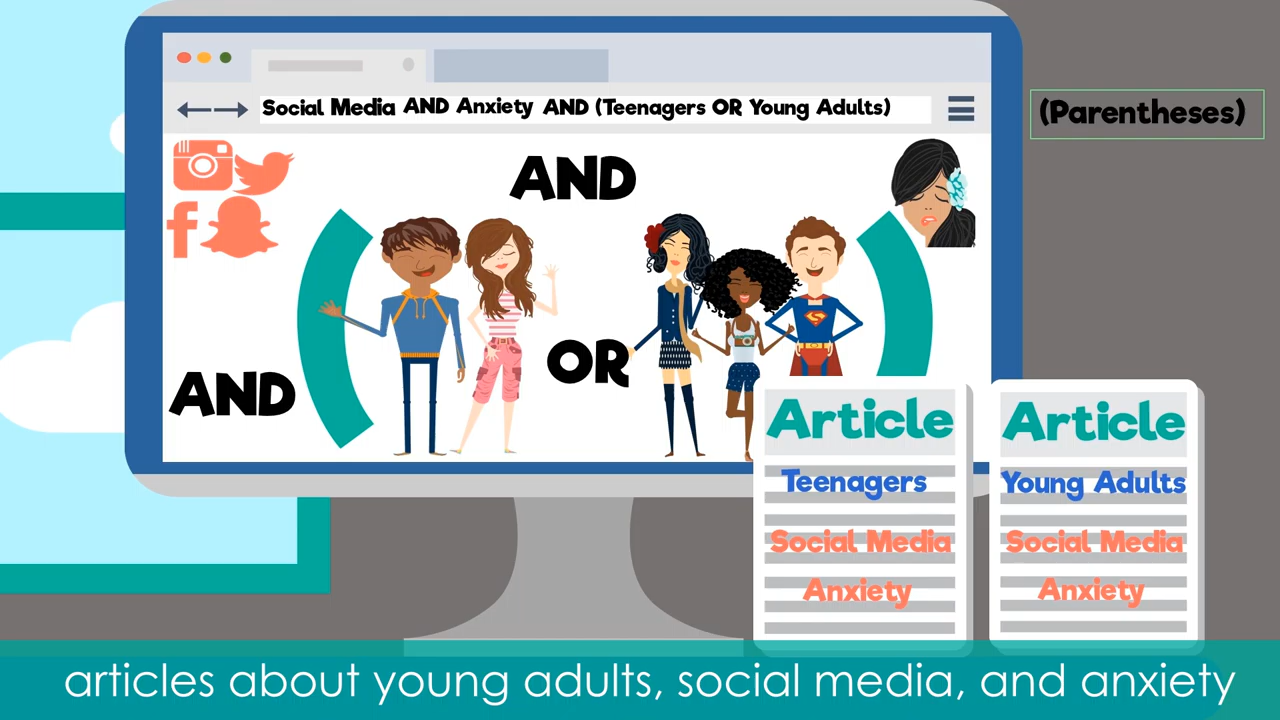 Social Media AND Anxiety AND (Teenagers OR Young Adults)
(Parentheses)
AND
AND
OR
Article
Teenagers
Social Media
Anxiety
Article
Young Adults
Social Media
Anxiety
articles about young adults, social media, and anxiety